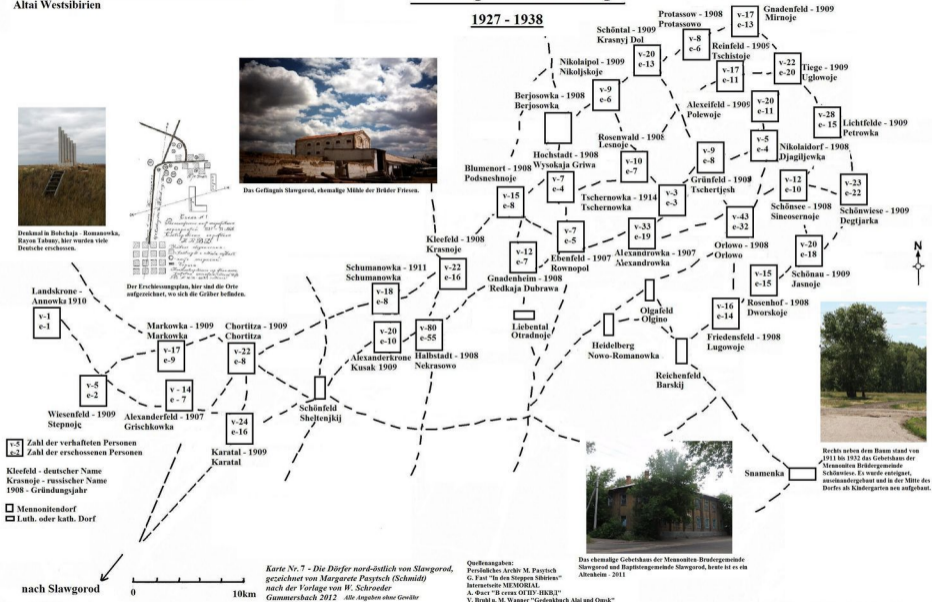 Altai Westsibirien
1927 - 1938
Gnadenfeld - 1909
Mirnoje
v-17
e-13
Protassow - 1908
Protassowo
v-8
e-6
Schöntal - 1909
Krasnyj Dol
v-20
e-13
Reinfeld - 1909
Tschistoje
v-17
e-11
Tiege - 1909
Uglowoje
v-22
e-20
Nikolaipol - 1909
Nikoljskoje
v-9
e-6
Berjosowka - 1908
Berjosowka
Alexeifeld - 1909
Polewoje
v-20
e-11
Lichtfelde - 1909
Petrowka
v-28
e- 15
Rosenwald - 1908
Lesnoje
v-10
e-7
Nikolaidorf - 1908
Djagiljewka
v-5
e-4
Hochstadt - 1908
Wysokaja Griwa
v-7
e-4
Grünfeld - 1908
Tschertjesh
v-9
e-8
Blumenort - 1908
Podsneshnoje
v-15
e-8
Tschernowka - 1914
Tschernowka
v-3
e-3
Schönsee - 1908
Sineosernoje
v-12
e-10
Schönwiese - 1909
Degtjarka
v-23
e-22
Das Gefängnis Slawgorod, ehemalige Mühle der Brüder Friesen.
Denkmal in Bolschaja - Romanowka,
Rayon Tabuny, hier wurden viele
Deutsche erschossen.
Der Erschiessungsplan, hier sind die Orte
aufgezeichnet, wo sich die Gräber befinden.
Kleefeld - 1908
Krasnoje
v-22
e-16
Gnadenheim - 1908
Redkaja Dubrawa
v-12
e-7
Ebenfeld - 1907
Rownopol
v-7
e-5
Alexandrowka - 1907
Alexandrowka
v-33
e-19
Orlowo - 1908
Orlowo
v-43
e-32
Schönau - 1909
Jasnoje
v-20
e-18
Rosenhof - 1908
Dworskoje
v-15
e-15
Schumanowka - 1911
Schumanowka
v-18
e-8
Landskrone -
Annowka 1910
v-1
e-1
Markowka - 1909
Markowka
v-17
e-9
Chortitza - 1909
Chortitza
v-22
e-8
Alexanderkrone
Kusak 1909
v-20
e-10
Halbstadt - 1908
Nekrasowo
v-80
e-55
Liebental
Otradnoje
Olgafeld
Olgino
Heidelberg
Nowo-Romanowka
Friedensfeld - 1908
Lugowoje
v-16
e-14
Reichenfeld
Barskij
N
Wiesenfeld - 1909
Stepnoje
v-5
e-2
Alexanderfeld - 1907
Grischkowka
v - 14
e - 7
Karatal - 1909
Karatal
v-24
e-16
Schönfeld
Sheltenjkij
Snamenka
v-5 Zahl der verhafteten Personen
e-2 Zahl der erschossenen Personen
Kleefeld - deutscher Name
Krasnoje - russischer Name
1908 - Gründungsjahr
Mennonitendorf
Luth. oder kath. Dorf
Rechts neben dem Baum stand von
1911 bis 1932 das Gebetshaus der
Mennoniten Brüdergemeinde
Schönwiese. Es wurde enteignet,
auseinandergebaut und in der Mitte des
Dorfes als Kindergarten neu aufgebaut.
Das ehemalige Gebetshaus der Mennoniten-Brudergemeinde
Slawgorod und Baptistengemeinde Slawgorod, heute ist es ein
Altenheim - 2011
nach Slawgorod
0 10km
Karte Nr. 7 - Die Dörfer nord-östlich von Slawgorod,
gezeichnet von Margarete Pasytsch (Schmidt)
nach der Vorlage von W. Schroeder
Gummersbach 2012 Alle Angaben ohne Gewähr
Quellenangaben:
Persönliches Archiv M. Pasytsch
G. Fast "In den Steppen Sibiriens"
Internetseite MEMORIAL
А. Фаст "В сетях ОГПУ-НКВД"
V. Bruhl u. M. Wanner "Gedenkbuch Alai und Omsk"